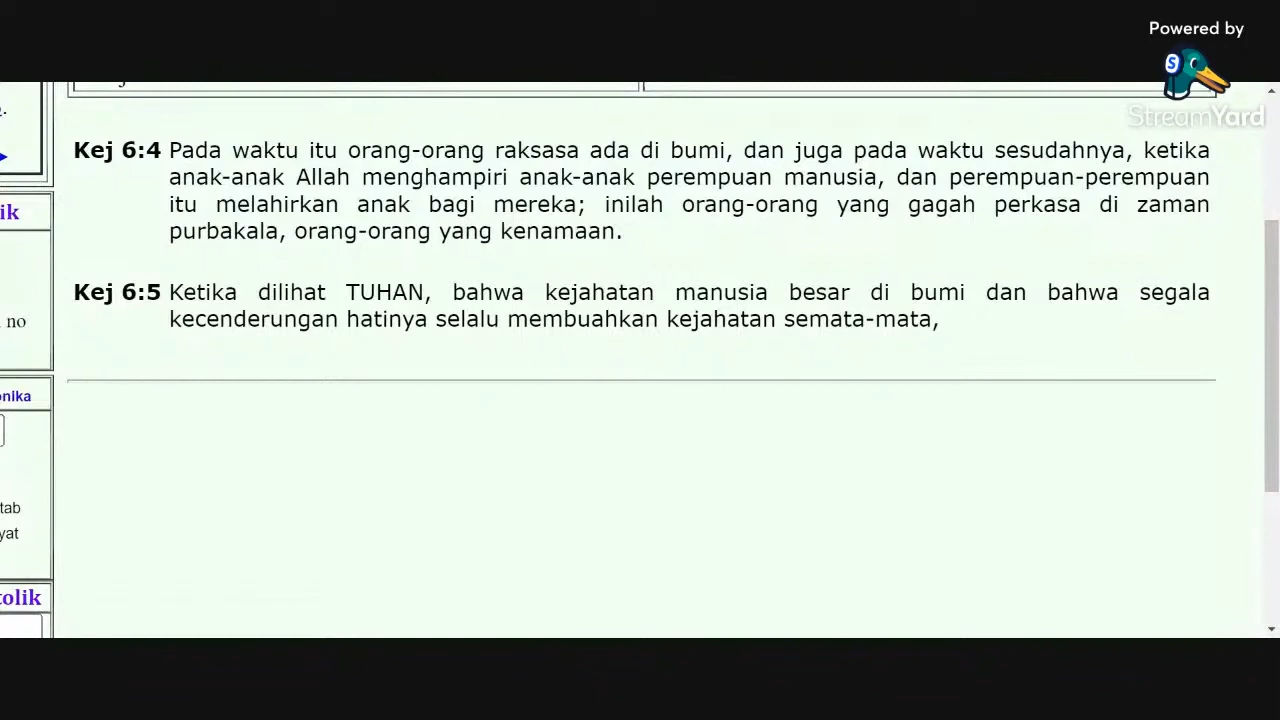 Powered by
StreamYard
Kej 6:4 Pada waktu itu orang-orang raksasa ada di bumi, dan juga pada waktu sesudahnya, ketika
anak-anak Allah menghampiri anak-anak perempuan manusia, dan perempuan-perempuan
itu melahirkan anak bagi mereka; inilah orang-orang yang gagah perkasa di zaman
purbakala, orang-orang yang kenamaan.
Kej 6:5 Ketika dilihat TUHAN, bahwa kejahatan manusia besar di bumi dan bahwa segala
kecenderungan hatinya selalu membuahkan kejahatan semata-mata,
ik
no
onika
tab
yat
tolik